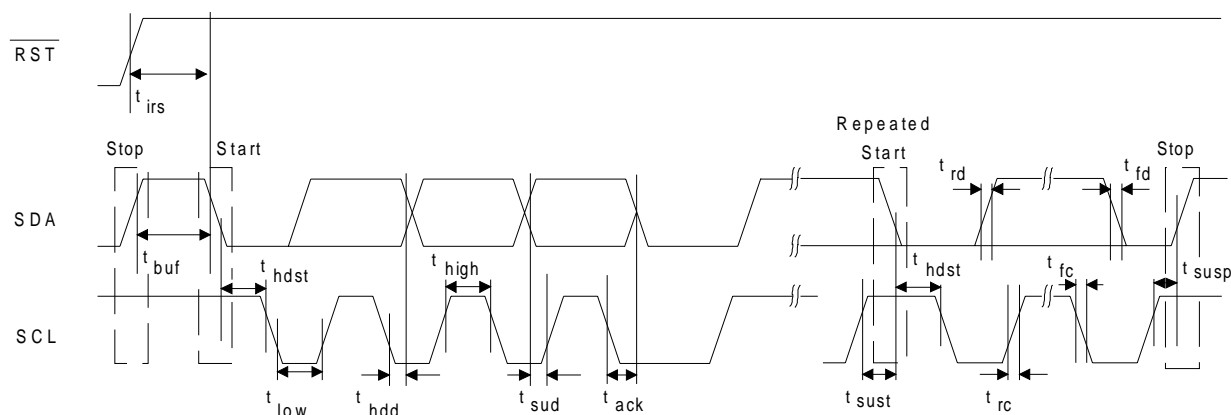 RST
t irs
Repeated
Stop Start Start Stop
t rd t fd
SDA
t buf t hdst t high t hdst t fc t susp
SCL
t low t hdd t sud t ack t sust t rc